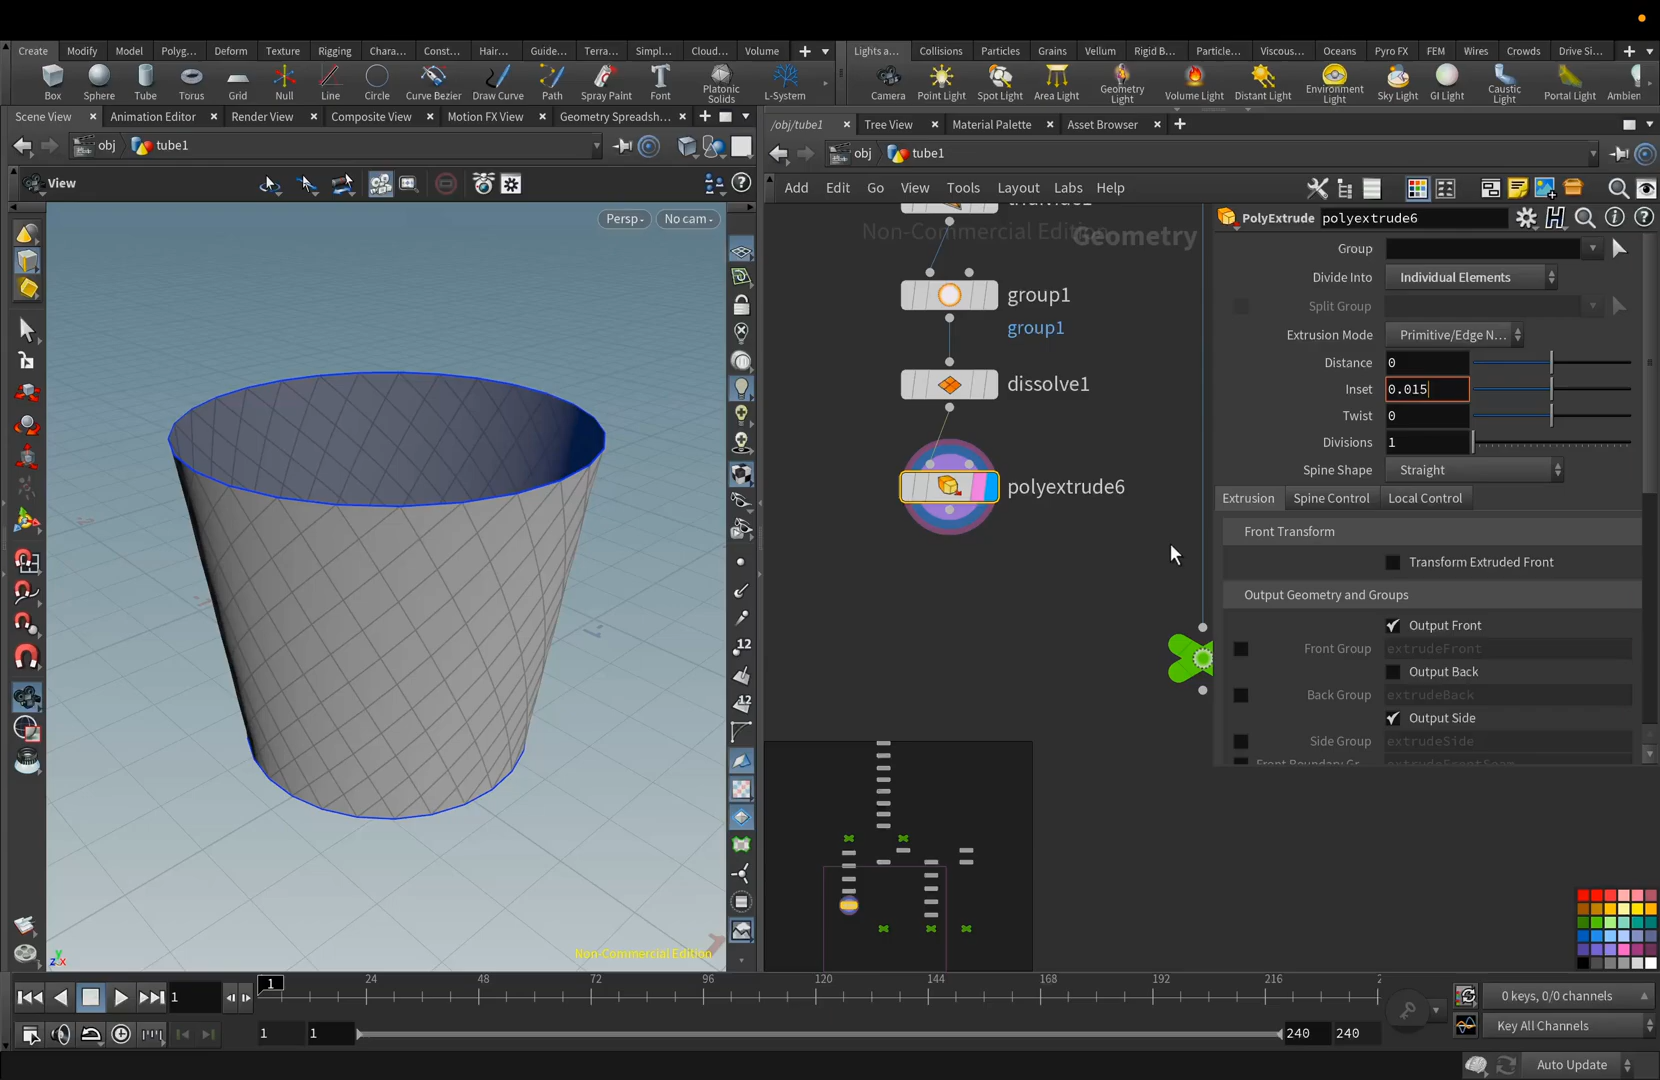 Create Modify Model Polyg... Deform Texture Rigging Chara... Const... Hair... Guide... Terra... Simpl... Cloud... Volume
Lights a... Collisions Particles Grains Vellum Rigid B... Particle... Viscous... Oceans Pyro FX FEM Wires Crowds Drive Si...
Box Sphere Tube Torus Grid Null Line Circle Curve Bezier Draw Curve Path Spray Paint Font Platonic Solids L-System
Camera Point Light Spot Light Area Light Geometry Light Volume Light Distant Light Environment Light Sky Light GI Light Caustic Light Portal Light Ambien
Scene View Animation Editor Render View Composite View Motion FX View Geometry Spreadsh...
/obj/tube1 Tree View Material Palette Asset Browser
obj tube1
obj tube1
View
Add Edit Go View Tools Layout Labs Help
Persp No cam
PolyExtrude polyextrude6
Non-Commercial Edition
Geometry
group1
group1
dissolve1
polyextrude6
Group
Divide Into Individual Elements
Split Group
Extrusion Mode Primitive/Edge N...
Distance 0
Inset 0.015
Twist 0
Divisions 1
Spine Shape Straight
Extrusion Spine Control Local Control
Front Transform
Transform Extruded Front
Output Geometry and Groups
Output Front
Front Group extrudeFront
Output Back
Back Group extrudeBack
Output Side
Side Group extrudeSide
12
12
Non-Commercial Edition
1 24 48 72 96 120 144 168 192 216 2
1
0 keys, 0/0 channels
1 1 240 240
Key All Channels
Auto Update